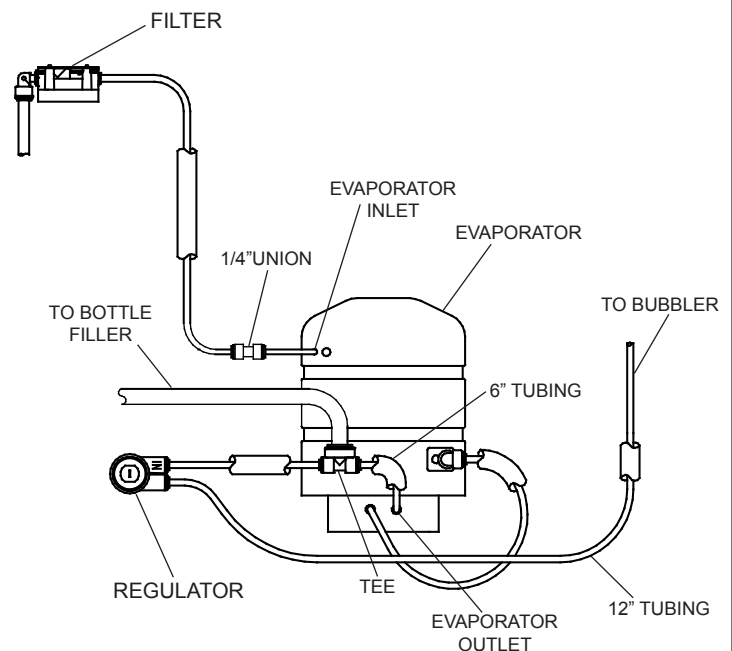 FILTER
EVAPORATOR
INLET
EVAPORATOR
1/4"UNION
TO BOTTLE
FILLER
TO BUBBLER
6" TUBING
IN
REGULATOR
TEE
12" TUBING
EVAPORATOR
OUTLET